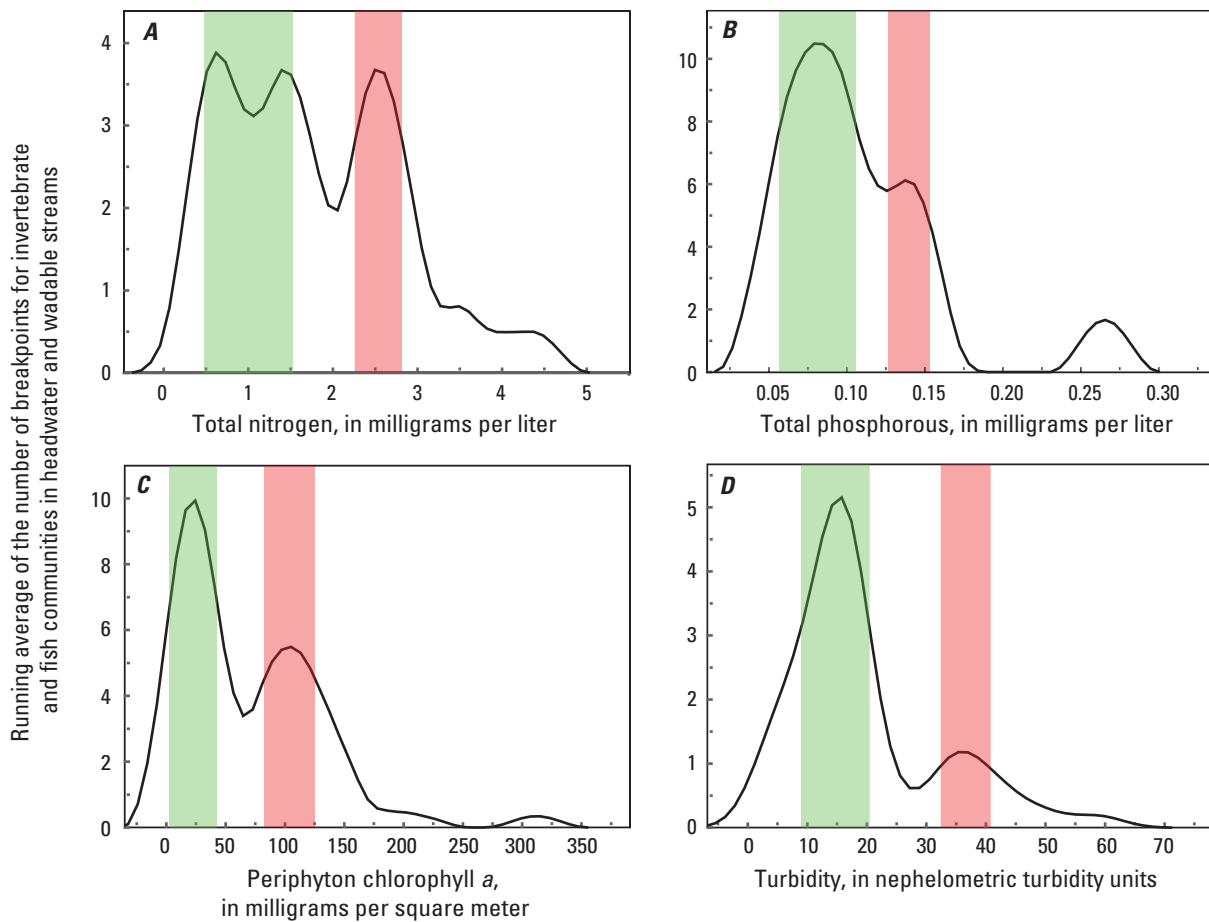 Running average of the number of breakpoints for invertebrate
and fish communities in headwater and wadable streams
A
4
3
2
1
0
0 1 2 3 4 5
Total nitrogen, in milligrams per liter
B
10
8
6
4
2
0
0.05 0.10 0.15 0.20 0.25 0.30
Total phosphorous, in milligrams per liter
C
10
8
6
4
2
0
0 50 100 150 200 250 300 350
Periphyton chlorophyll a,
in milligrams per square meter
D
5
4
3
2
1
0
0 10 20 30 40 50 60 70
Turbidity, in nephelometric turbidity units